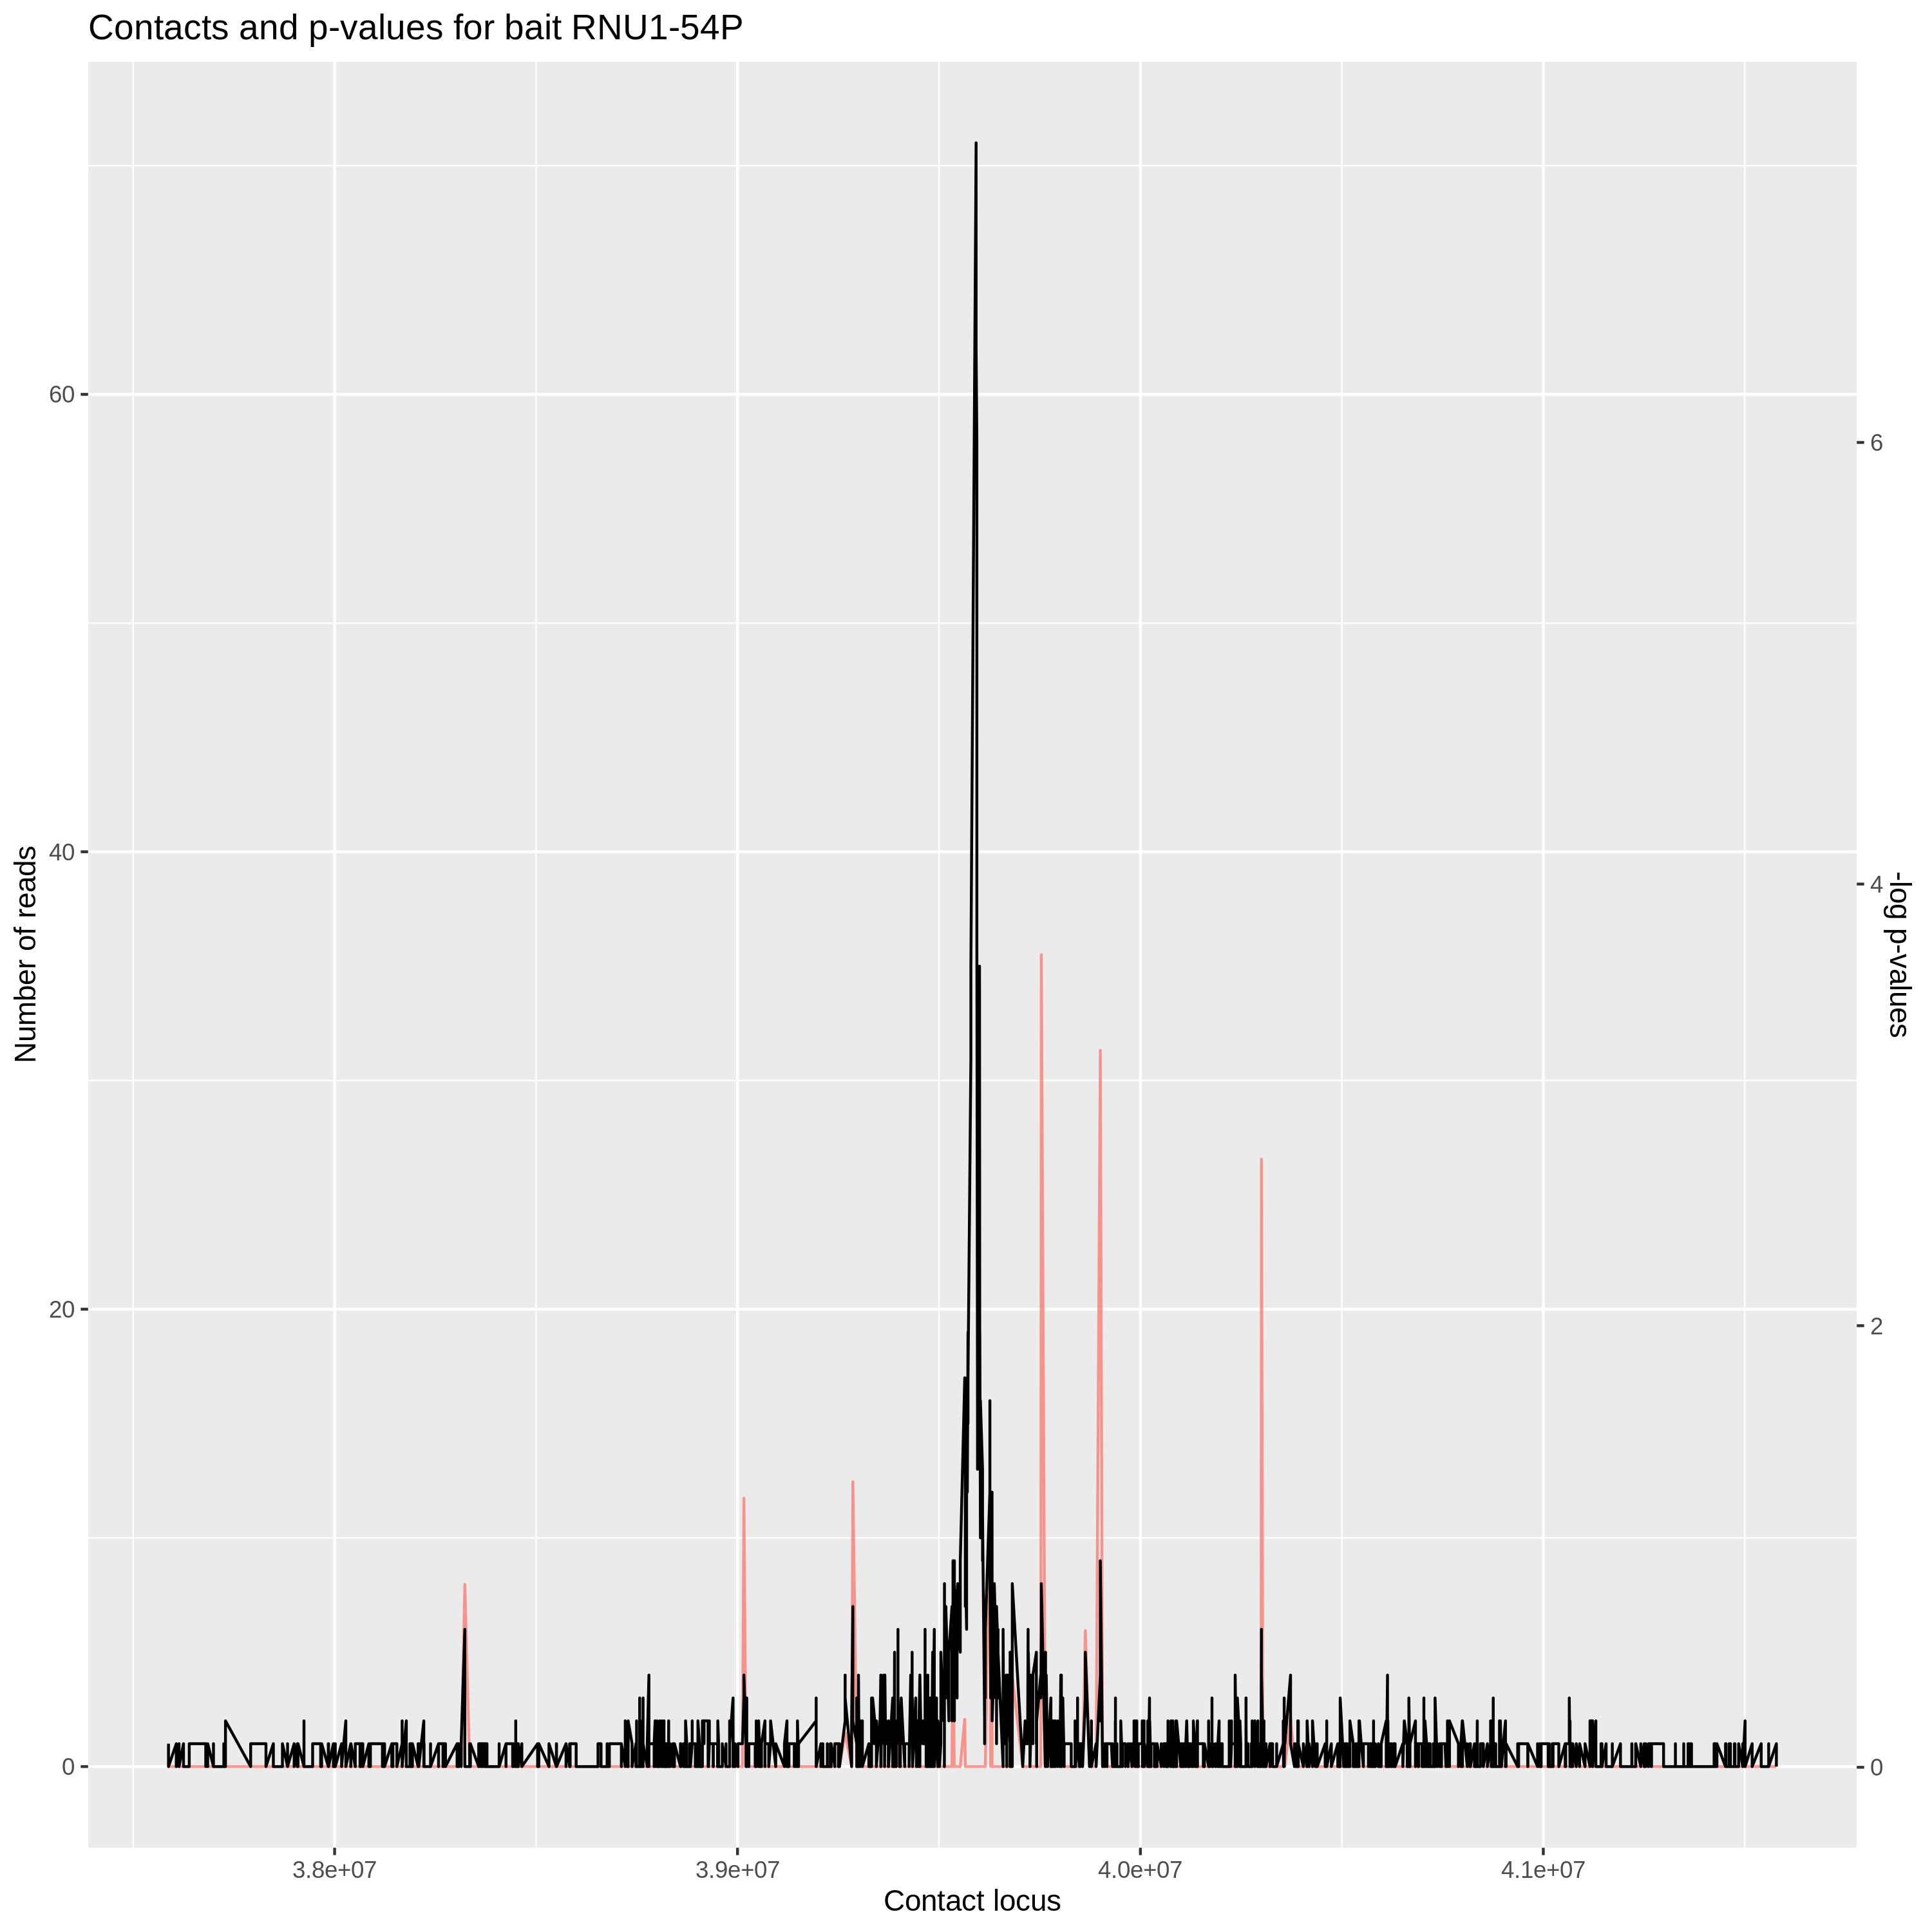 Contacts and p-values for bait RNU1-54P
60
40
20
0
6
4
2
0
Number of reads
-log p-values
3.8e+07 3.9e+07 4.0e+07 4.1e+07
Contact locus